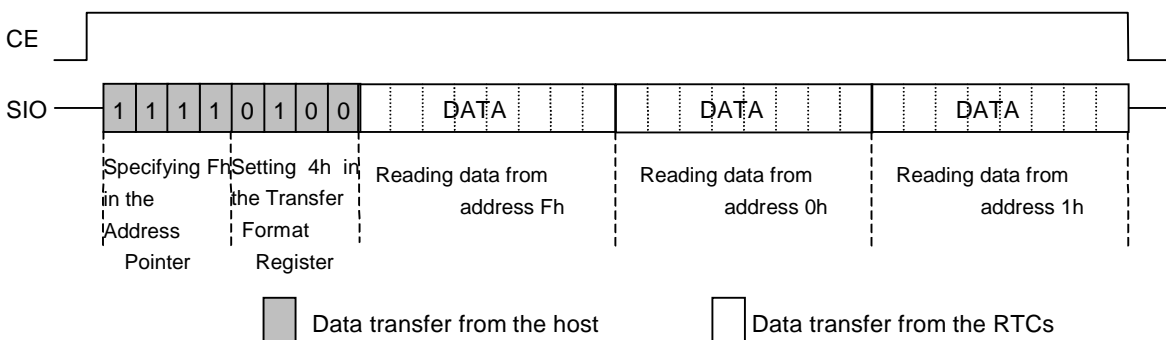 CE
SIO 1 1 1 1 0 1 0 0 DATA DATA DATA
Specifying Fh
in the
Address
Pointer
Setting 4h in
the Transfer
Format
Register
Reading data from
address Fh
Reading data from
address 0h
Reading data from
address 1h
Data transfer from the host
Data transfer from the RTCs